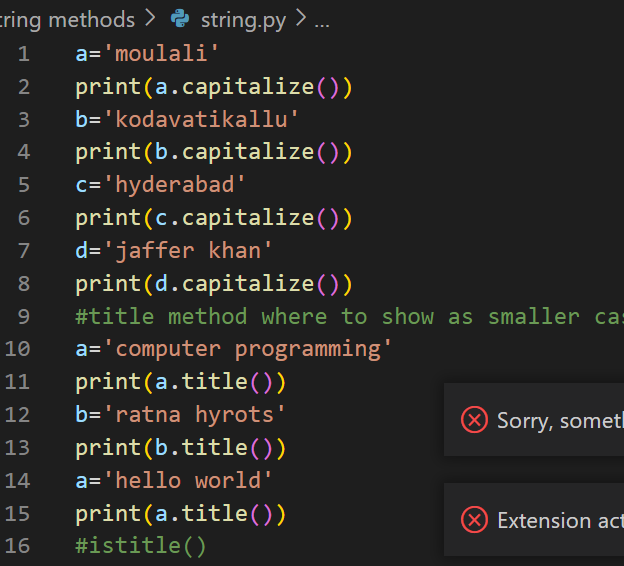 tring methods > string.py > ...
1 a='moulali'
2 print(a.capitalize())
3 b='kodavatikallu'
4 print(b.capitalize())
5 c='hyderabad'
6 print(c.capitalize())
7 d='jaffer khan'
8 print(d.capitalize())
9 #title method where to show as smaller cas
10 a='computer programming'
11 print(a.title())
12 b='ratna hyrots'
13 print(b.title())
14 a='hello world'
15 print(a.title())
16 #istitle()
Sorry, someth
Extension act